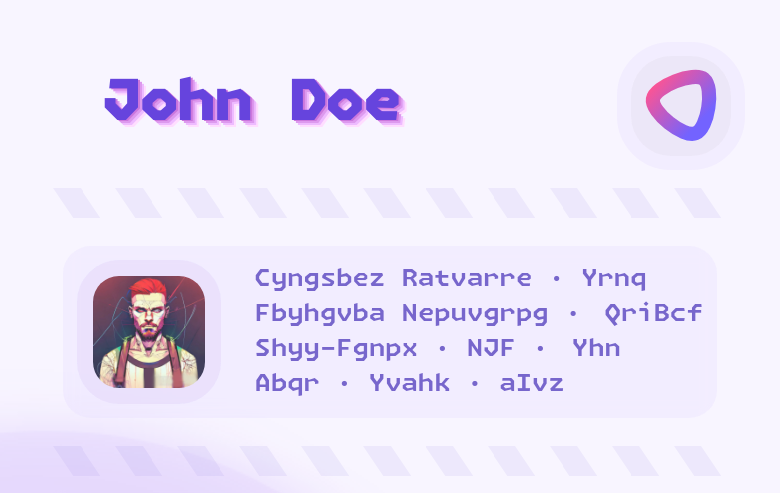 John Doe
Cyngsbez Ratvarre · Yrnq
Fbyhgvba Nepuvgrpg · QriBcf
Shyy-Fgnpx · NJF · Yhn
Abqr · Yvahk · aIvz